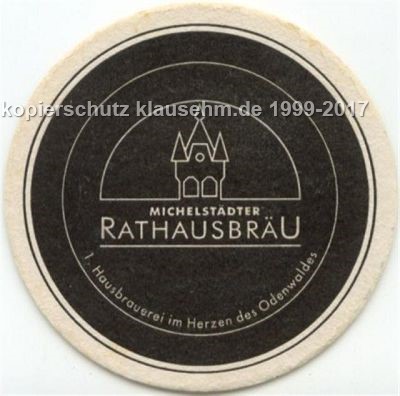 kopierschutz klausehm.de 1999-2017
MICHELSTÄDTER
RATHAUSBRÄU
1. Hausbrauerei im Herzen des Odenwaldes